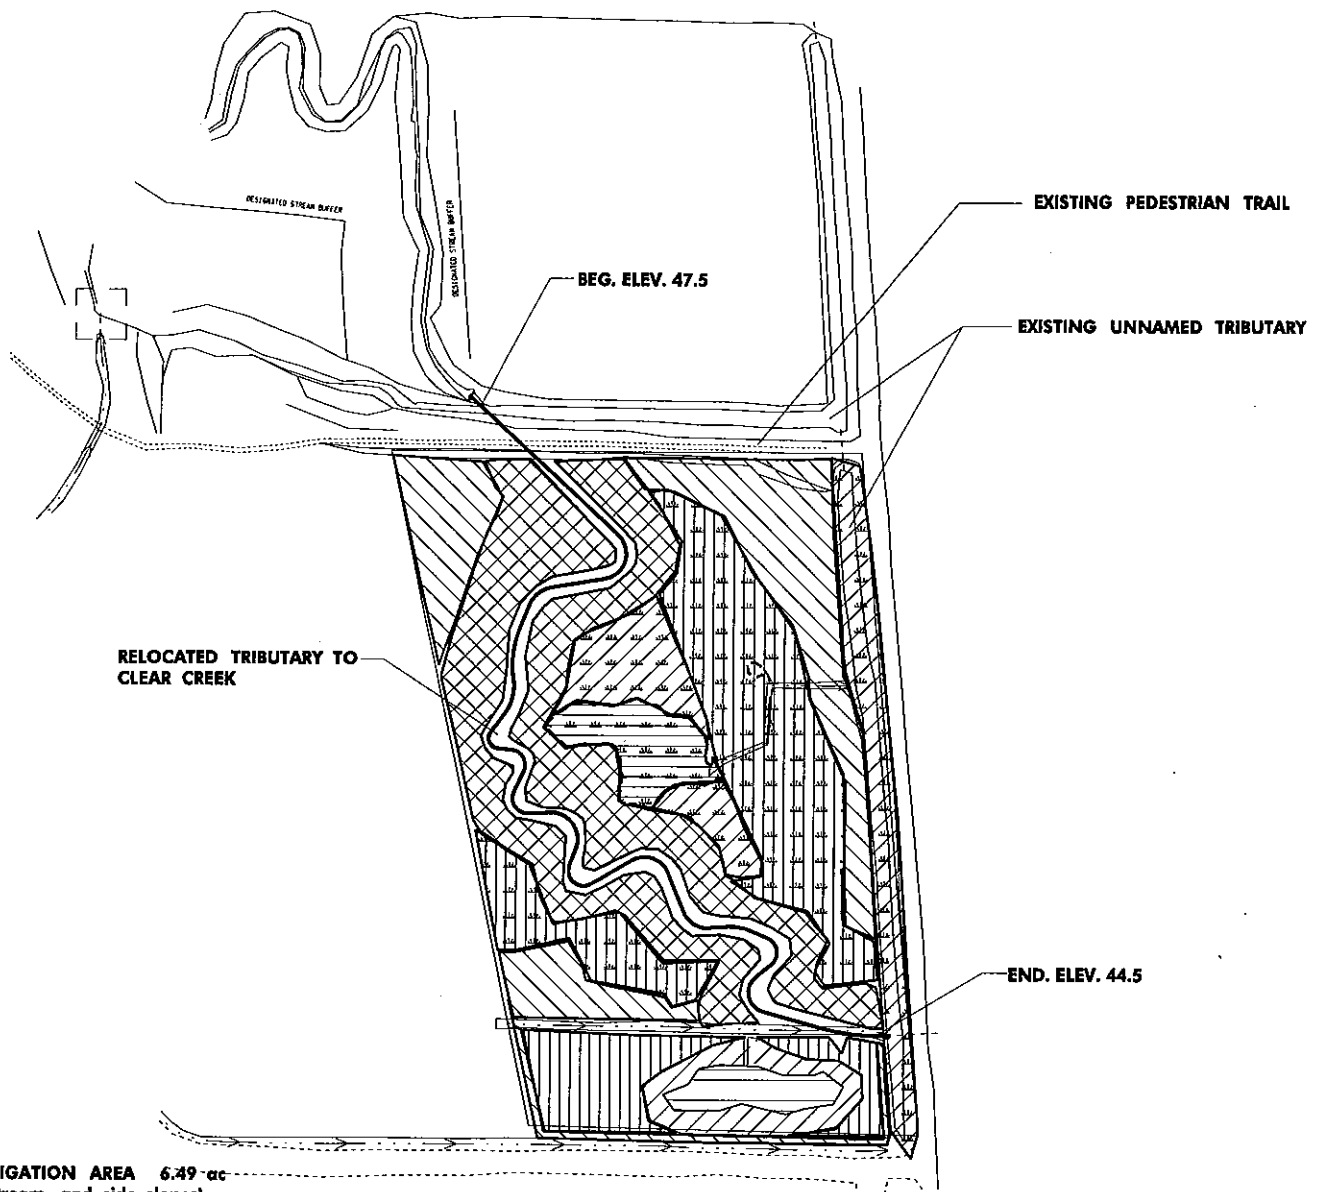 EXISTING PEDESTRIAN TRAIL
DESIGNATED STREAM BUFFER
DESIGNATED STREAM BUFFER
BEG. ELEV. 47.5
EXISTING UNNAMED TRIBUTARY
RELOCATED TRIBUTARY TO
CLEAR CREEK
END. ELEV. 44.5
IGATION AREA 6.49 ac